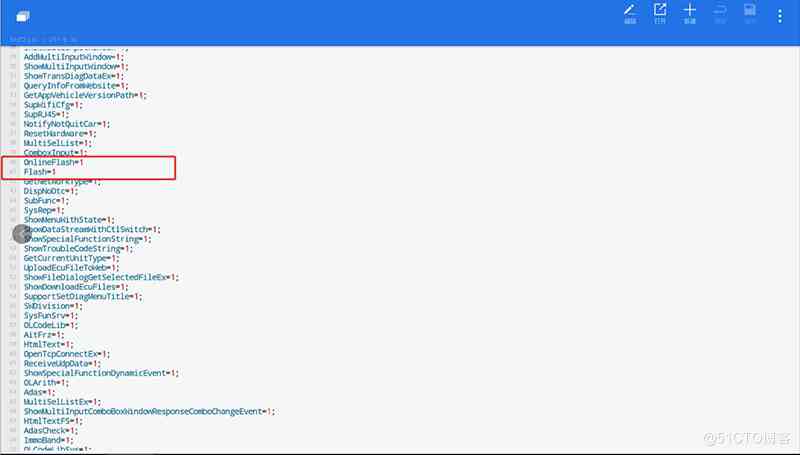 编辑
打开
新建
AddMultiInputWindow=1;
ShowMultiInputWindow=1;
ShowTransDiagDataEx=1;
QueryInfoFromWebsite=1;
GetAppVehicleVersionPath=1;
SupWifiCfg=1;
SupRJ45=1;
NotifyNotQuitCar=1;
ResetHardware=1;
MultiSelList=1;
ComboxInput=1;
OnlineFlash=1
Flash=1
GetNetWorkType=1;
DispNoDtc=1;
SubFunc=1;
SysRep=1;
ShowMenuWithState=1;
ShowDataStreamWithCtlSwitch=1;
ShowSpecialFunctionString=1;
ShowTroubleCodeString=1;
GetCurrentUnitType=1;
UploadEcuFileToWeb=1;
ShowFileDialogGetSelectedFileEx=1;
ShowDownloadEcuFiles=1;
SupportSetDiagMenuTitle=1;
SWDivision=1;
SysFunSrv=1;
OLCodeLib=1;
AitFrz=1;
HtmlText=1;
OpenTcpConnectEx=1;
ReceiveUdpData=1;
ShowSpecialFunctionDynamicEvent=1;
OLArith=1;
Adas=1;
MultiSelListEx=1;
ShowMultiInputComboBoxWindowResponseComboChangeEvent=1;
HtmlTextFS=1;
AdasCheck=1;
ImmoBand=1;
OLCodeLibSys=1;
@51CTO博客